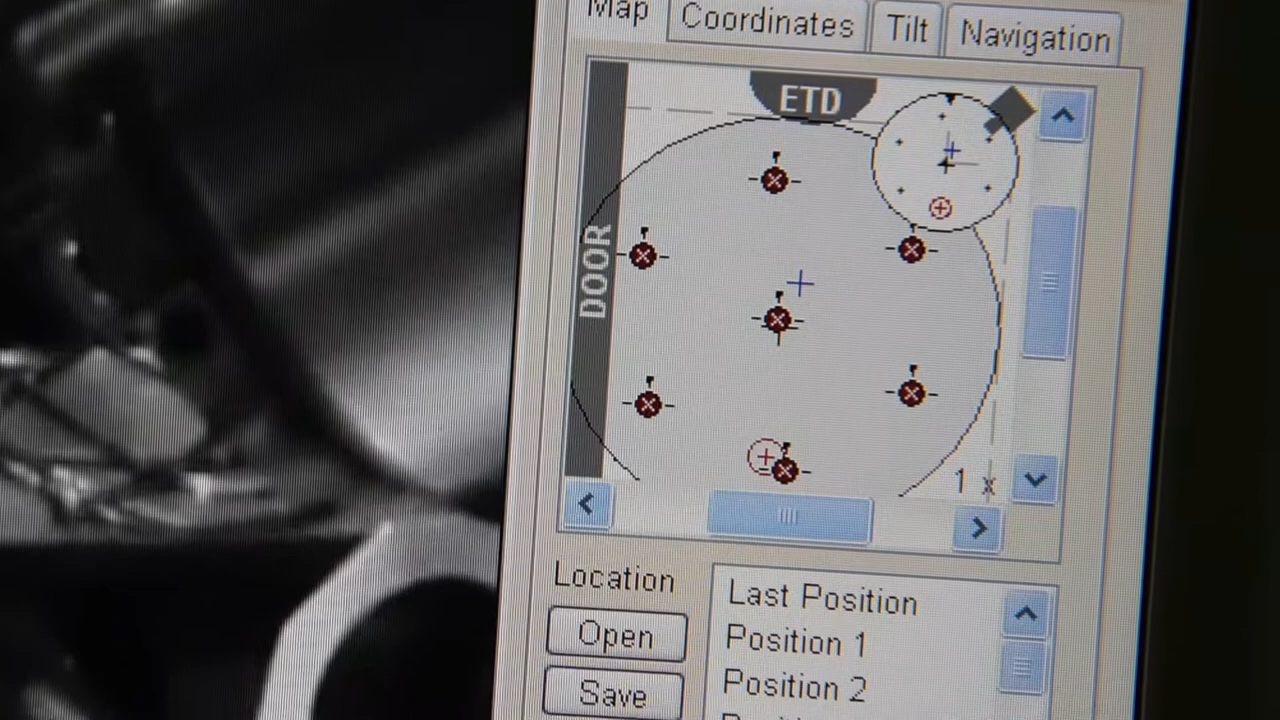 Map Coordinates Tilt Navigation
ETD
DOOR
1 x
Location
Open
Save
Last Position
Position 1
Position 2